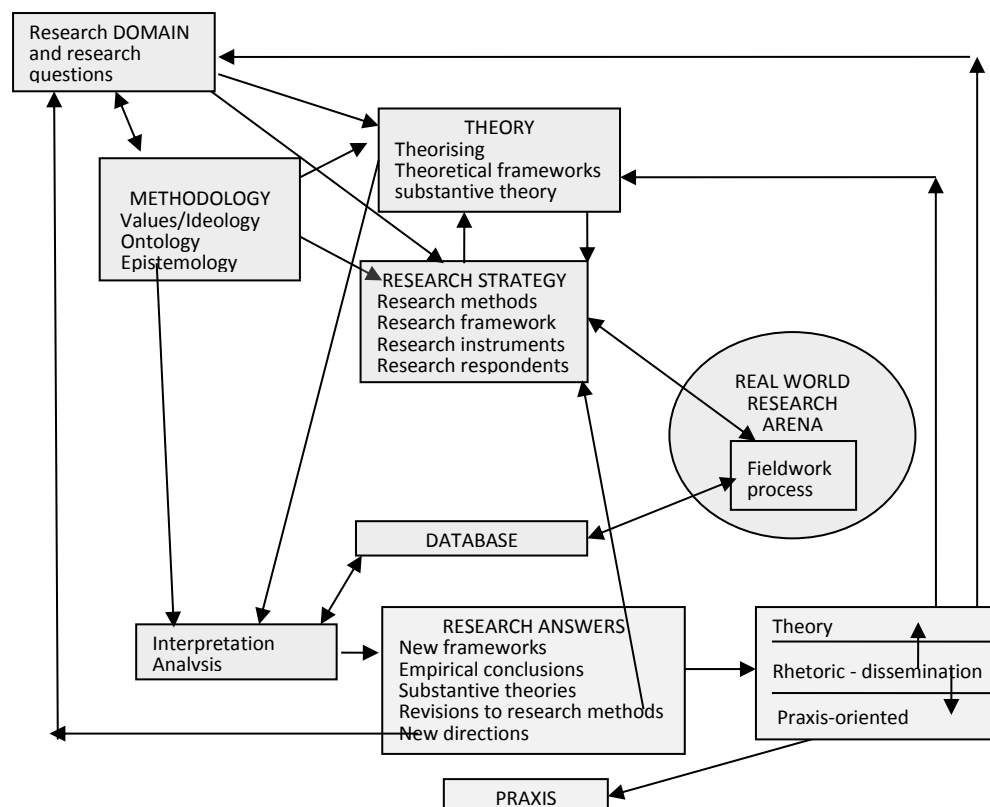 Research DOMAIN
and research
questions
THEORY
Theorising
Theoretical frameworks
substantive theory
METHODOLOGY
Values/Ideology
Ontology
Epistemology
RESEARCH STRATEGY
Research methods
Research framework
Research instruments
Research respondents
REAL WORLD
RESEARCH
ARENA
Fieldwork
process
DATABASE
Interpretation
Analysis
RESEARCH ANSWERS
New frameworks
Empirical conclusions
Substantive theories
Revisions to research methods
New directions
Theory
Rhetoric - dissemination
Praxis-oriented
PRAXIS